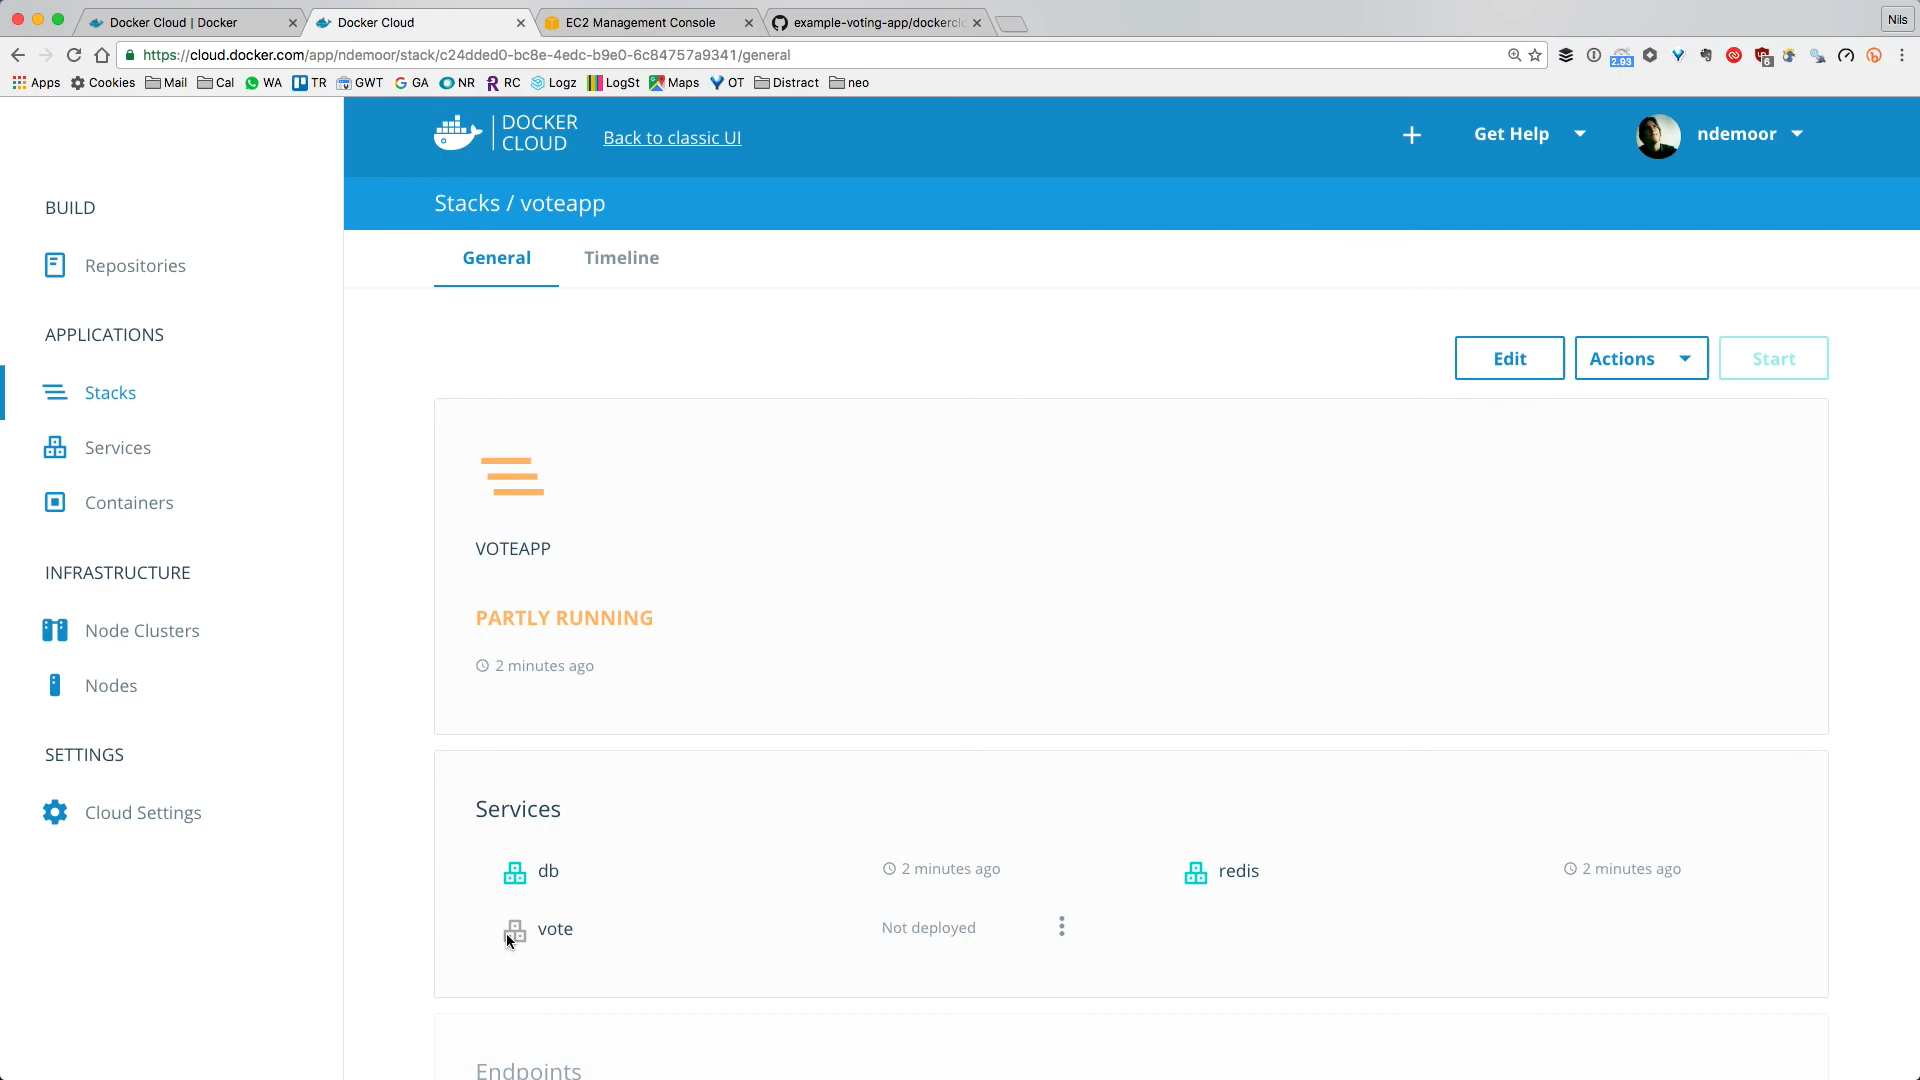 Docker Cloud | Docker
Docker Cloud
EC2 Management Console
example-voting-app/dockerclo
Nils
https://cloud.docker.com/app/ndemoor/stack/c24dded0-bc8e-4edc-b9e0-6c84757a9341/general
2.93
6
Apps Cookies Mail Cal WA TR GWT GA NR RC Logz LogSt Maps OT Distract neo
DOCKER
CLOUD
Back to classic UI
Get Help
ndemoor
Stacks / voteapp
General Timeline
BUILD
Repositories
APPLICATIONS
Stacks
Services
Containers
INFRASTRUCTURE
Node Clusters
Nodes
SETTINGS
Cloud Settings
Edit
Actions
Start
VOTEAPP
PARTLY RUNNING
2 minutes ago
Services
db
2 minutes ago
redis
2 minutes ago
vote
Not deployed
Endpoints